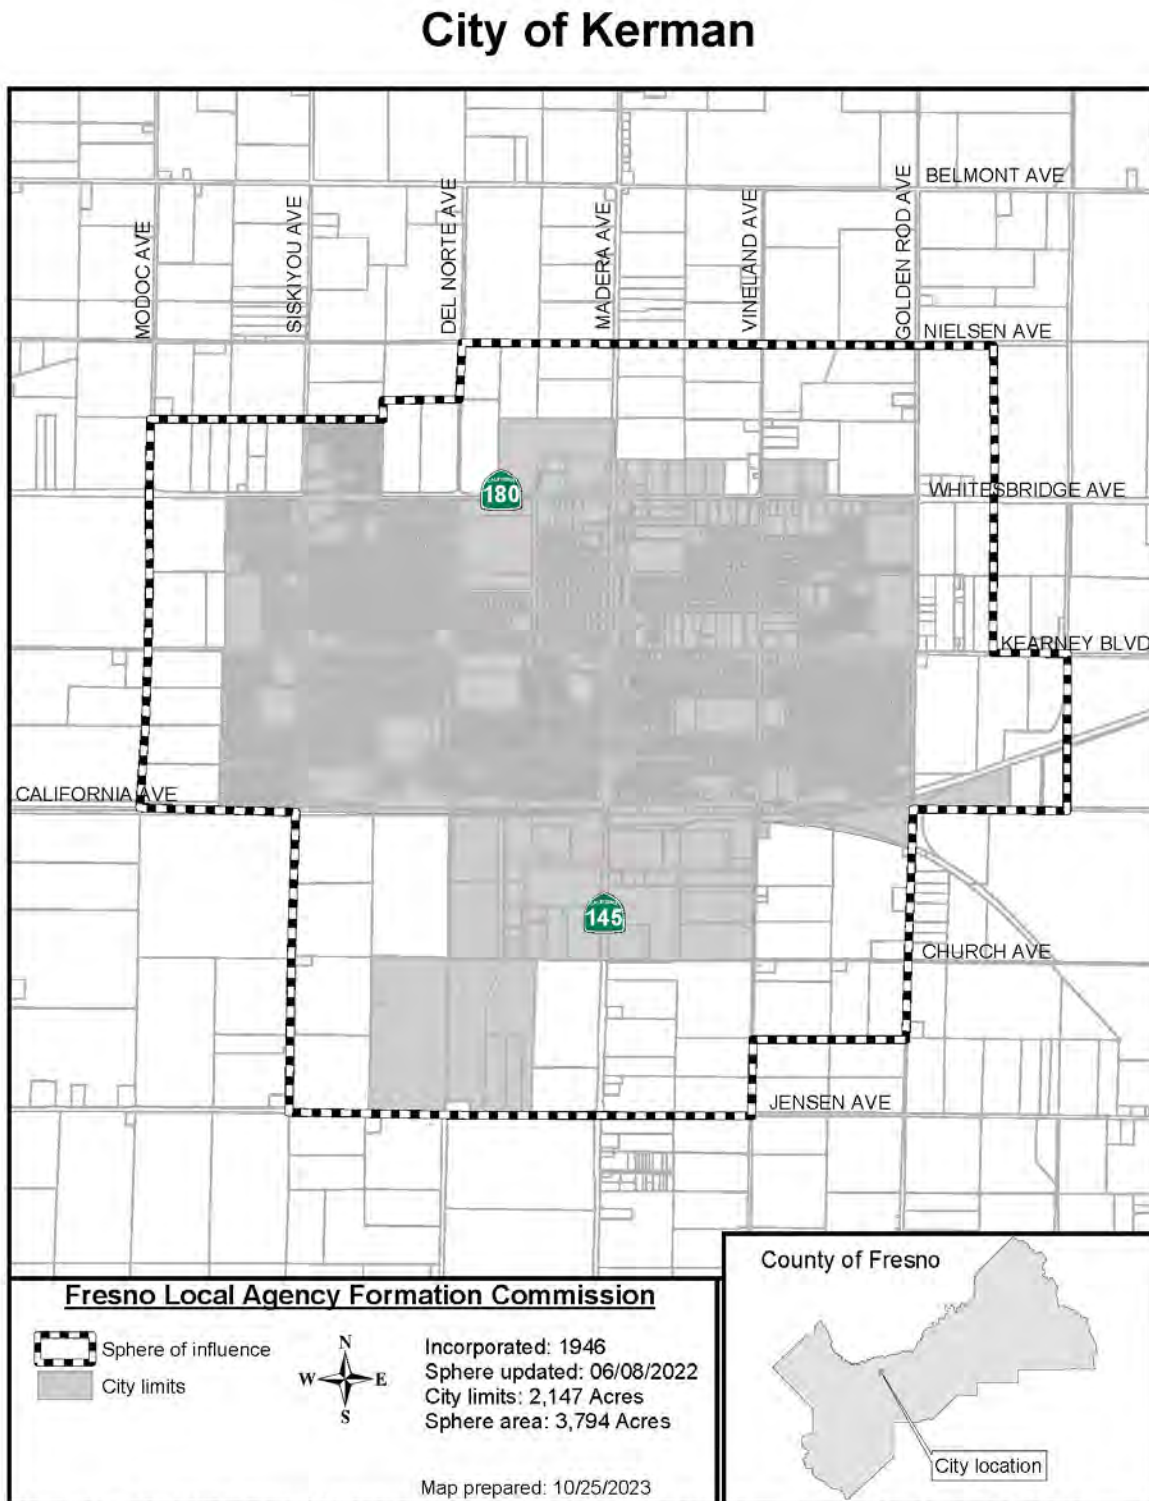 City of Kerman
BELMONT AVE
MODOC AVE
SISKIYOU AVE
DEL NORTE AVE
MADERA AVE
VINELAND AVE
GOLDEN ROD AVE
NIELSEN AVE
CALIFORNIA
180
WHITESBRIDGE AVE
KEARNEY BLVD
CALIFORNIA AVE
CALIFORNIA
145
CHURCH AVE
JENSEN AVE
Fresno Local Agency Formation Commission
Sphere of influence
City limits
N
W E
S
Incorporated: 1946
Sphere updated: 06/08/2022
City limits: 2,147 Acres
Sphere area: 3,794 Acres
Map prepared: 10/25/2023
County of Fresno
City location